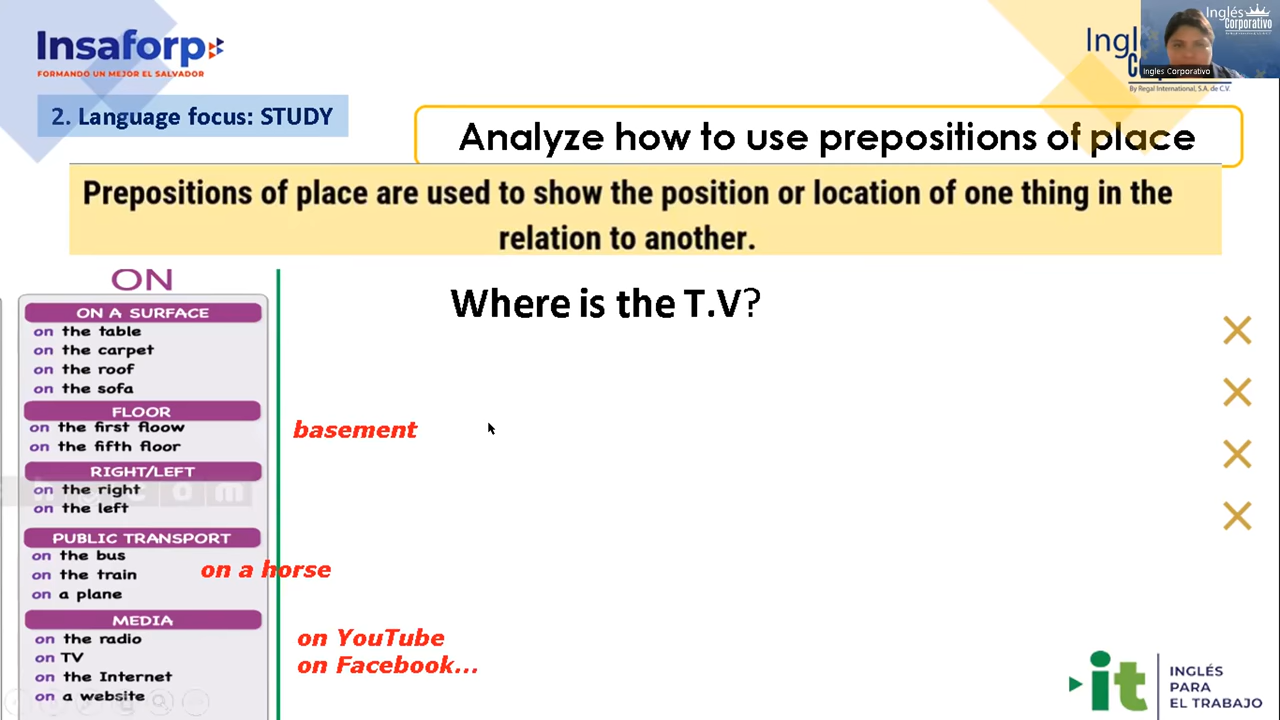 Insaforp
FORMANDO UN MEJOR EL SALVADOR
Inglés
Corporativo
Ingles Corporativo
By Regal International, S.A. de C.V.
2. Language focus: STUDY
Analyze how to use prepositions of place
Prepositions of place are used to show the position or location of one thing in the
relation to another.
ON
Where is the T.V?
ON A SURFACE
on the table
on the carpet
on the roof
on the sofa
FLOOR
on the first floow
on the fifth floor
basement
RIGHT/LEFT
on the right
on the left
PUBLIC TRANSPORT
on the bus
on the train
on a plane
on a horse
MEDIA
on the radio
on TV
on the Internet
on a website
on YouTube
on Facebook...
it
INGLÉS
PARA
EL TRABAJO